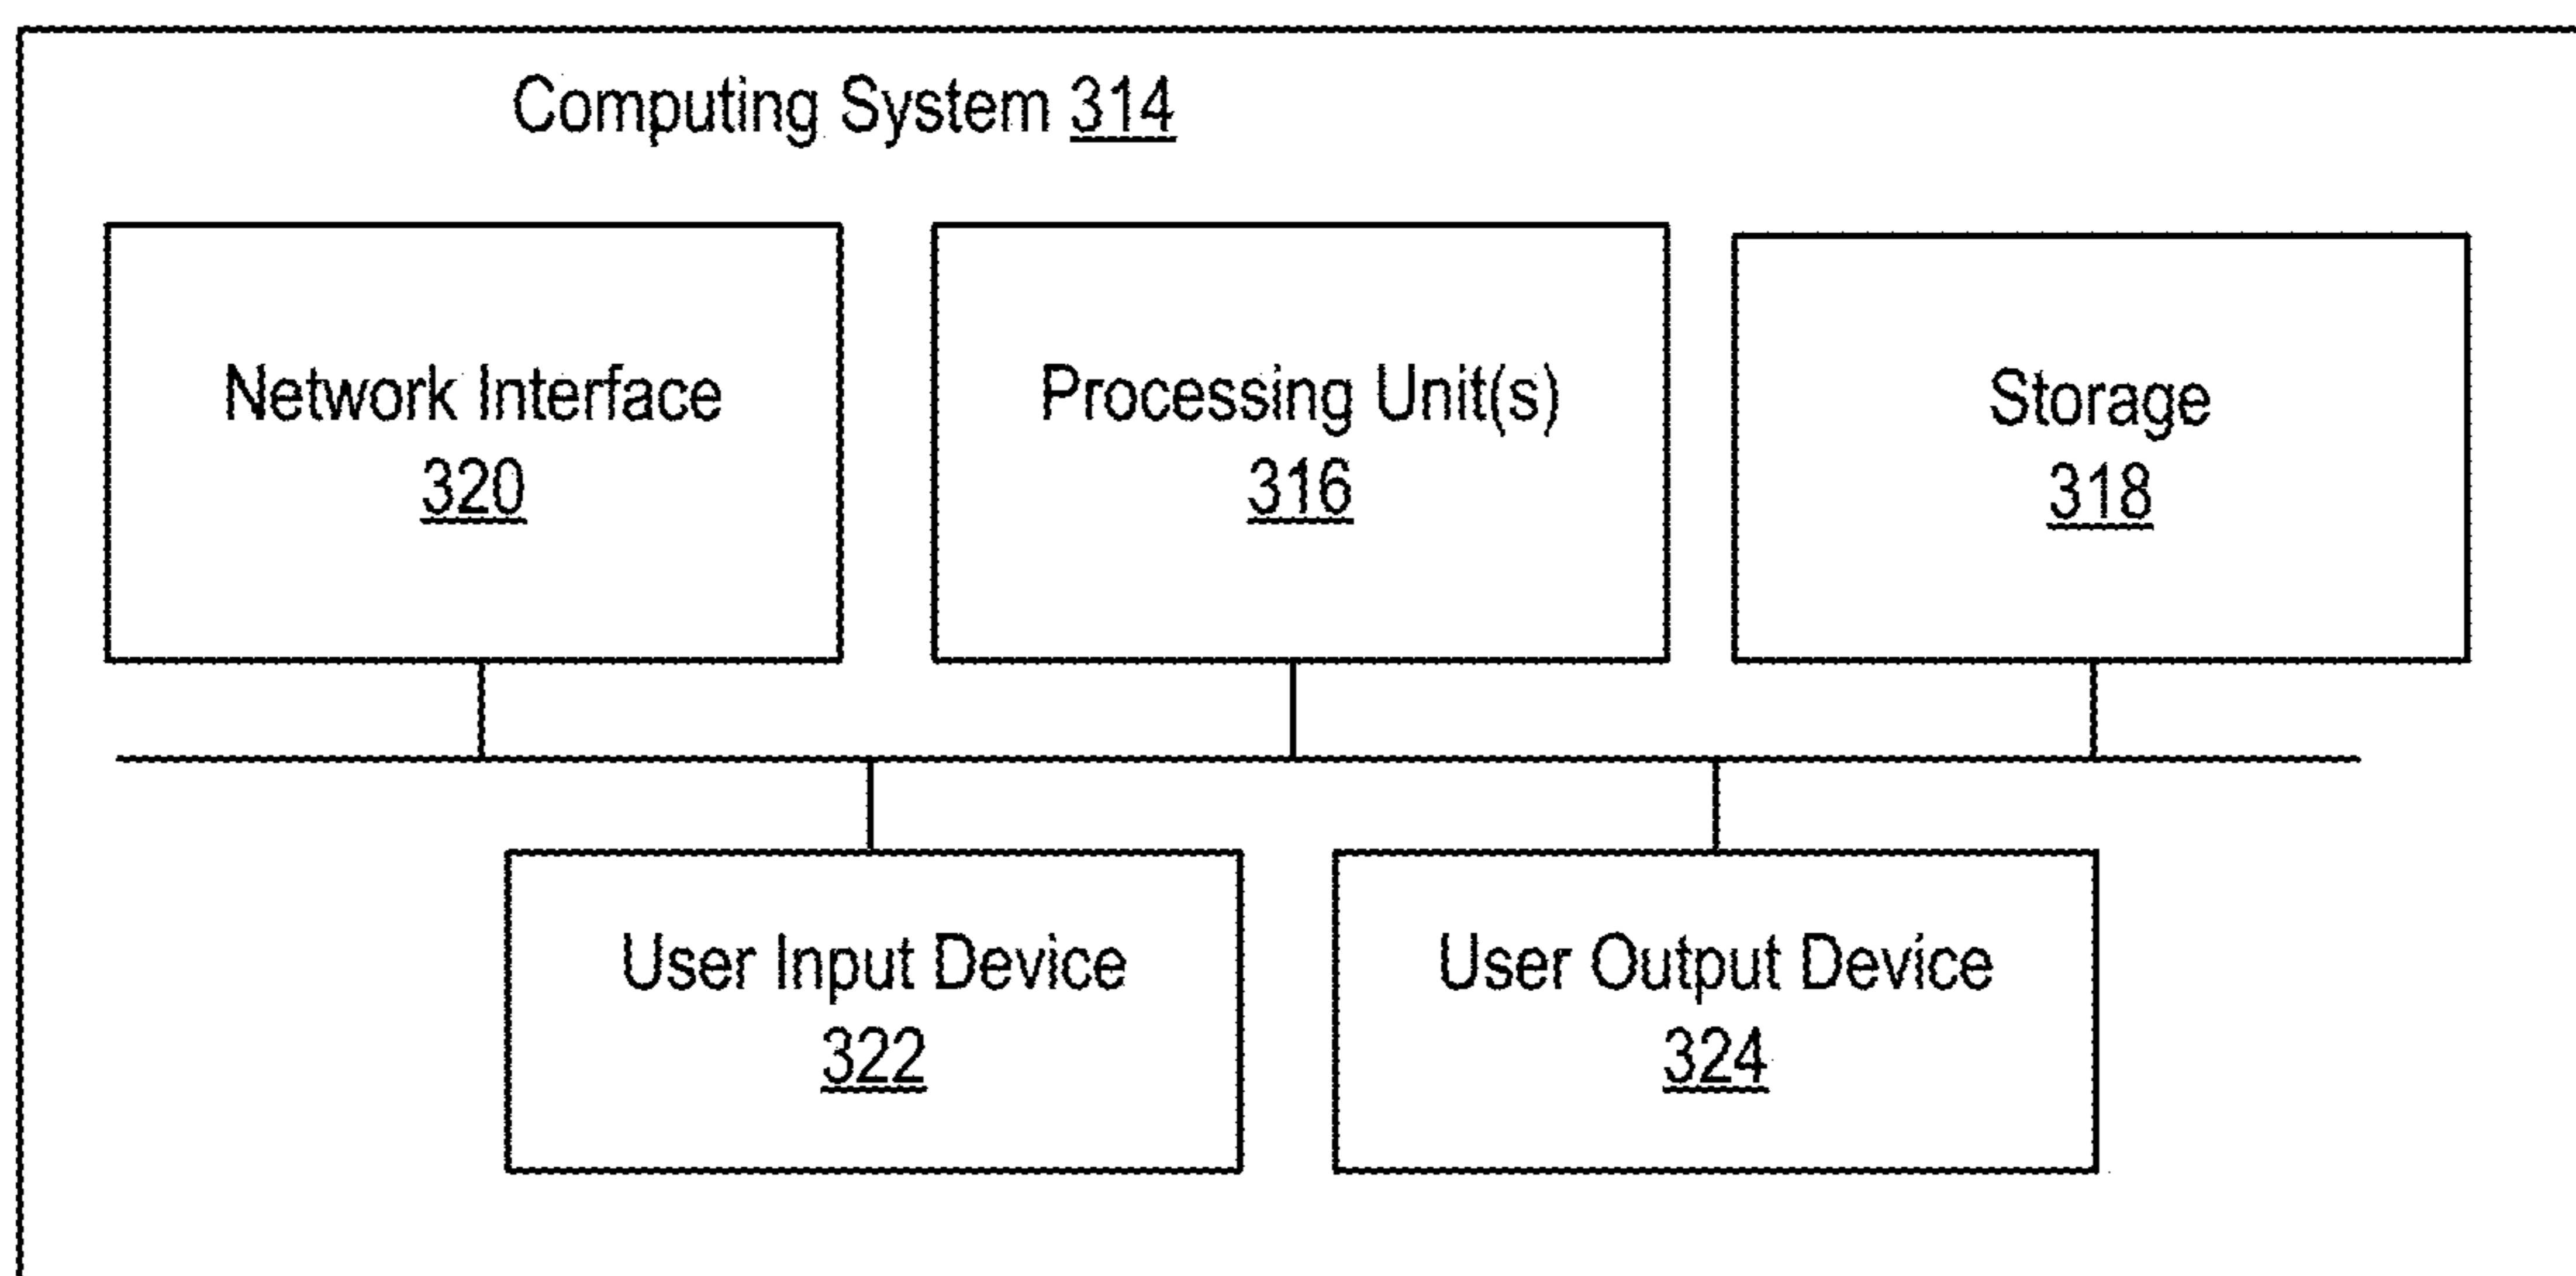 Computing System 314
Network Interface
320
Processing Unit(s)
316
Storage
318
User Input Device
322
User Output Device
324